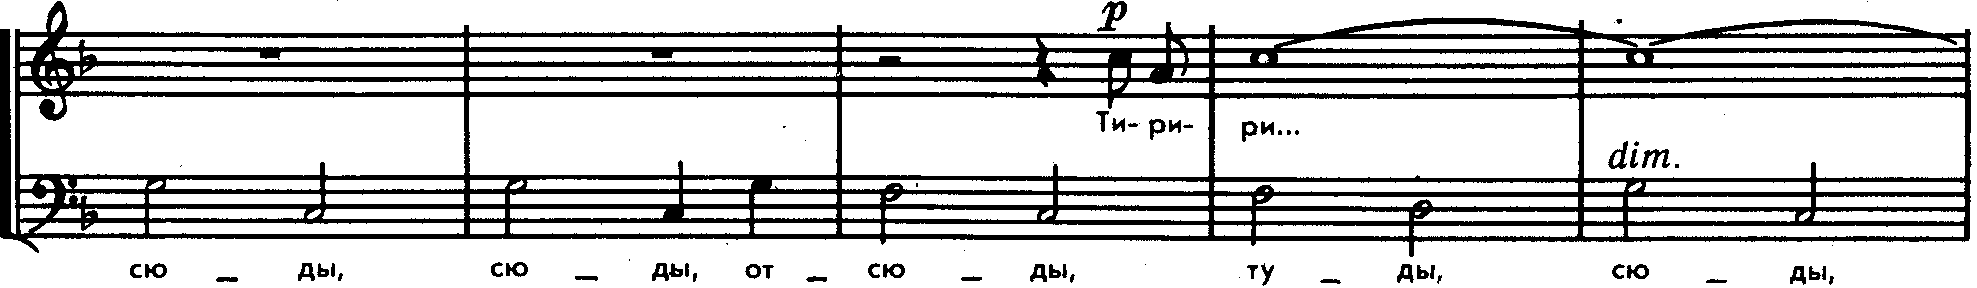 p
Ти- ри- ри...
dim.
сю _ ды, сю _ ды, от _ сю _ ды, ту _ ды, сю _ ды,